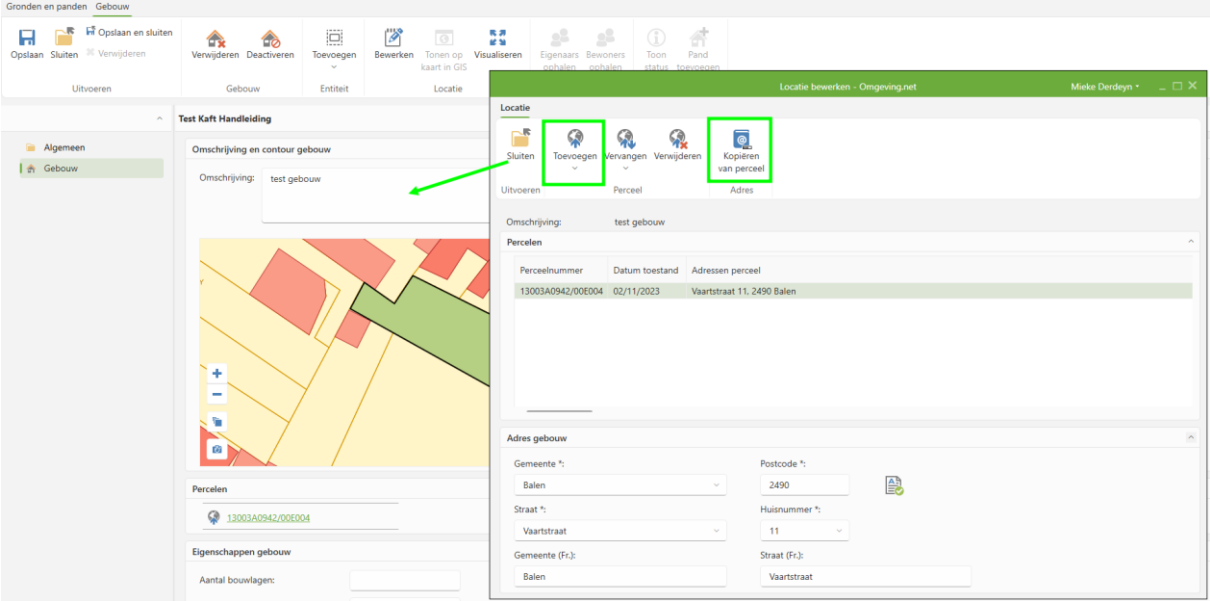 Gronden en panden Gebouw
Opslaan Sluiten Opslaan en sluiten Verwijderen
Verwijderen Deactiveren
Toevoegen
Bewerken Tonen op kaart in GIS Visualiseren
Eigenaars ophalen Bewoners ophalen Toon status Pand toevoegen
Uitvoeren Gebouw Entiteit Locatie
Algemeen
Gebouw
Test Kaft Handleiding
Omschrijving en contour gebouw
Omschrijving: test gebouw
+
−
Percelen
13003A0942/00E004
Eigenschappen gebouw
Aantal bouwlagen:
Locatie bewerken - Omgeving.net Mieke Derdeyn
Locatie
Sluiten Toevoegen Vervangen Verwijderen Kopiëren
van perceel
Uitvoeren Perceel Adres
Omschrijving: test gebouw
Percelen
Perceelnummer Datum toestand Adressen perceel
13003A0942/00E004 02/11/2023 Vaartstraat 11, 2490 Balen
Adres gebouw
Gemeente *: Postcode *:
Balen 2490
Straat *: Huisnummer *:
Vaartstraat 11
Gemeente (Fr.): Straat (Fr.):
Balen Vaartstraat